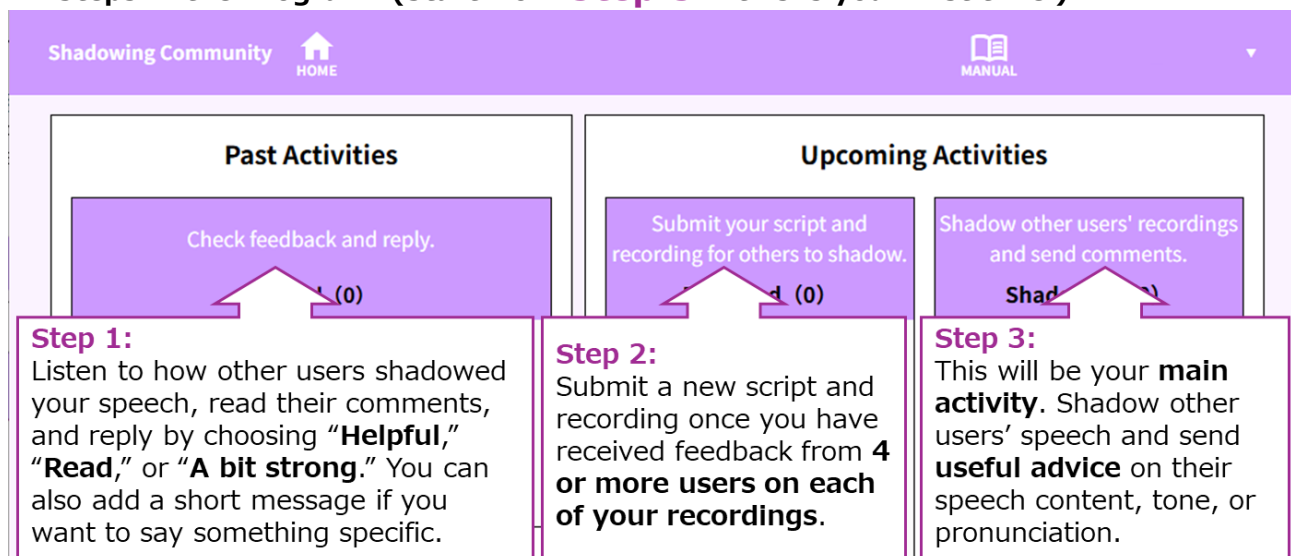 Step 3
Shadowing Community
HOME
MANUAL
Past Activities
Check feedback and reply.
(0)
Step 1:
Listen to how other users shadowed
your speech, read their comments,
and reply by choosing “Helpful,”
“Read,” or “A bit strong.” You can
also add a short message if you
want to say something specific.
Upcoming Activities
Submit your script and
recording for others to shadow.
(0)
Step 2:
Submit a new script and
recording once you have
received feedback from 4
or more users on each
of your recordings.
Shadow other users' recordings
and send comments.
Shad
Step 3:
This will be your main
activity. Shadow other
users’ speech and send
useful advice on their
speech content, tone, or
pronunciation.